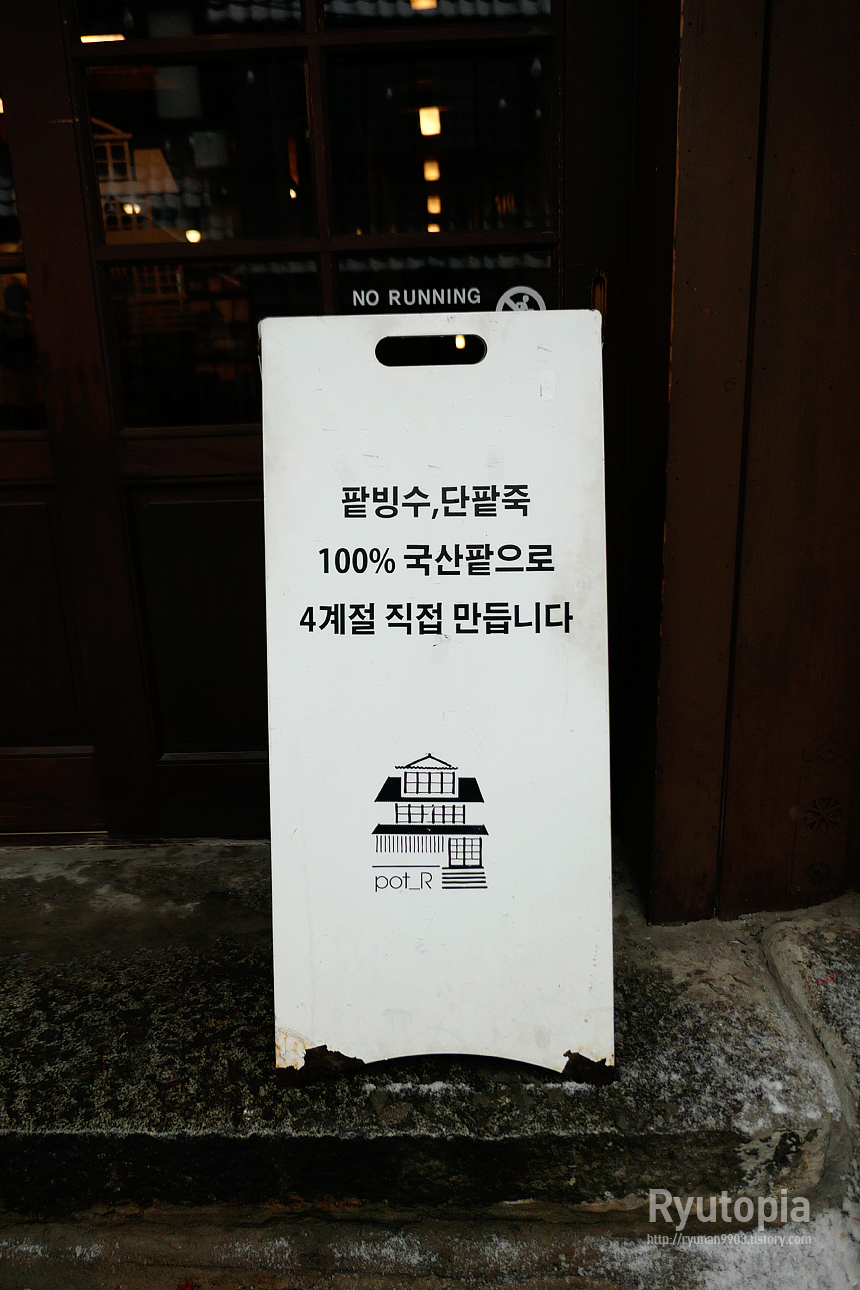 NO RUNNING
팥빙수,단팥죽
100% 국산팥으로
4계절 직접 만듭니다
pot_R
Ryutopia
http://ryunan9903.tistory.com